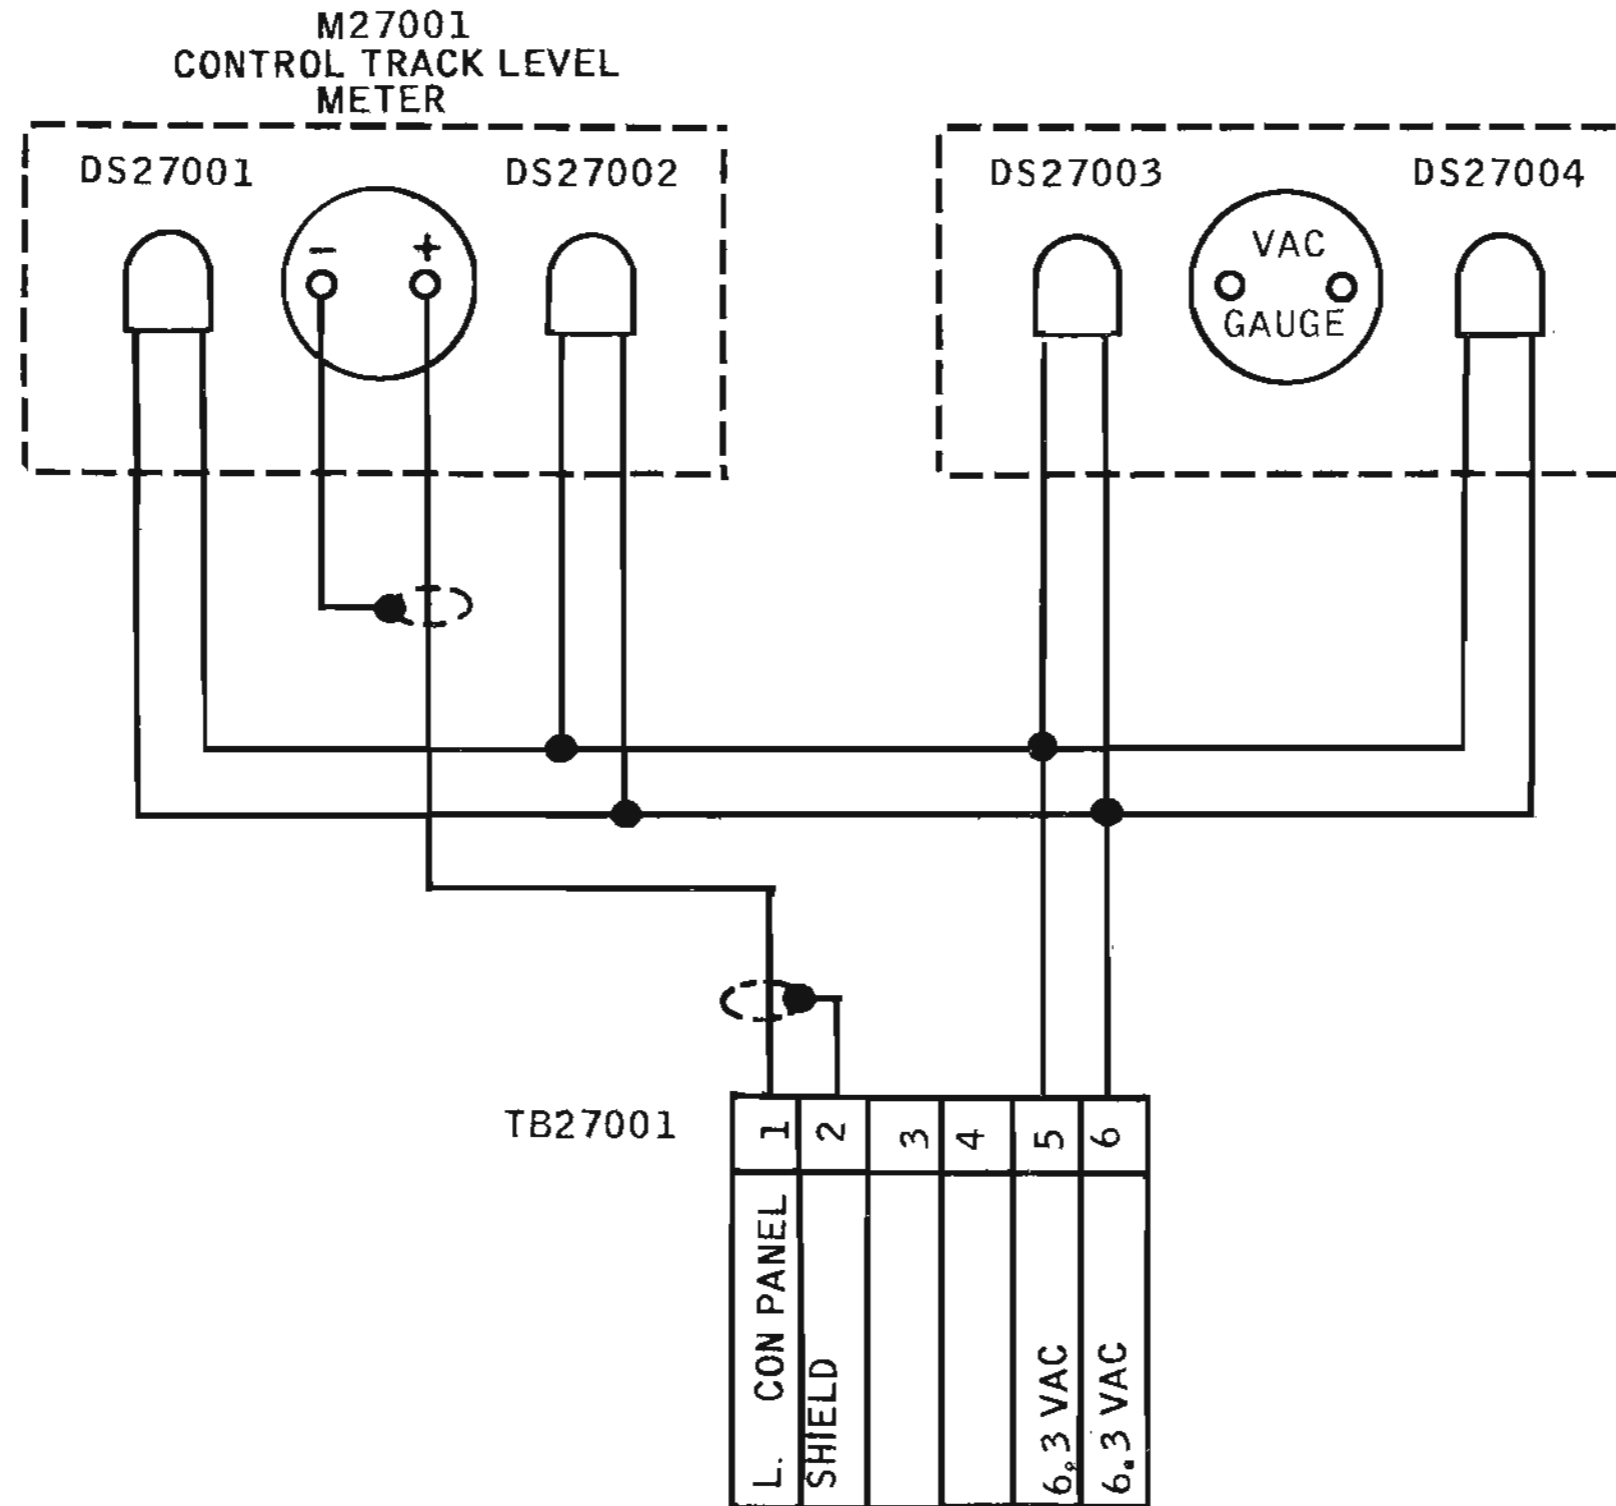 M27001
CONTROL TRACK LEVEL
METER
DS27001
DS27002
DS27003
DS27004
- +
VAC
GAUGE
TB27001
1
2
3
4
5
6
L. CON PANEL
SHIELD
6.3 VAC
6.3 VAC